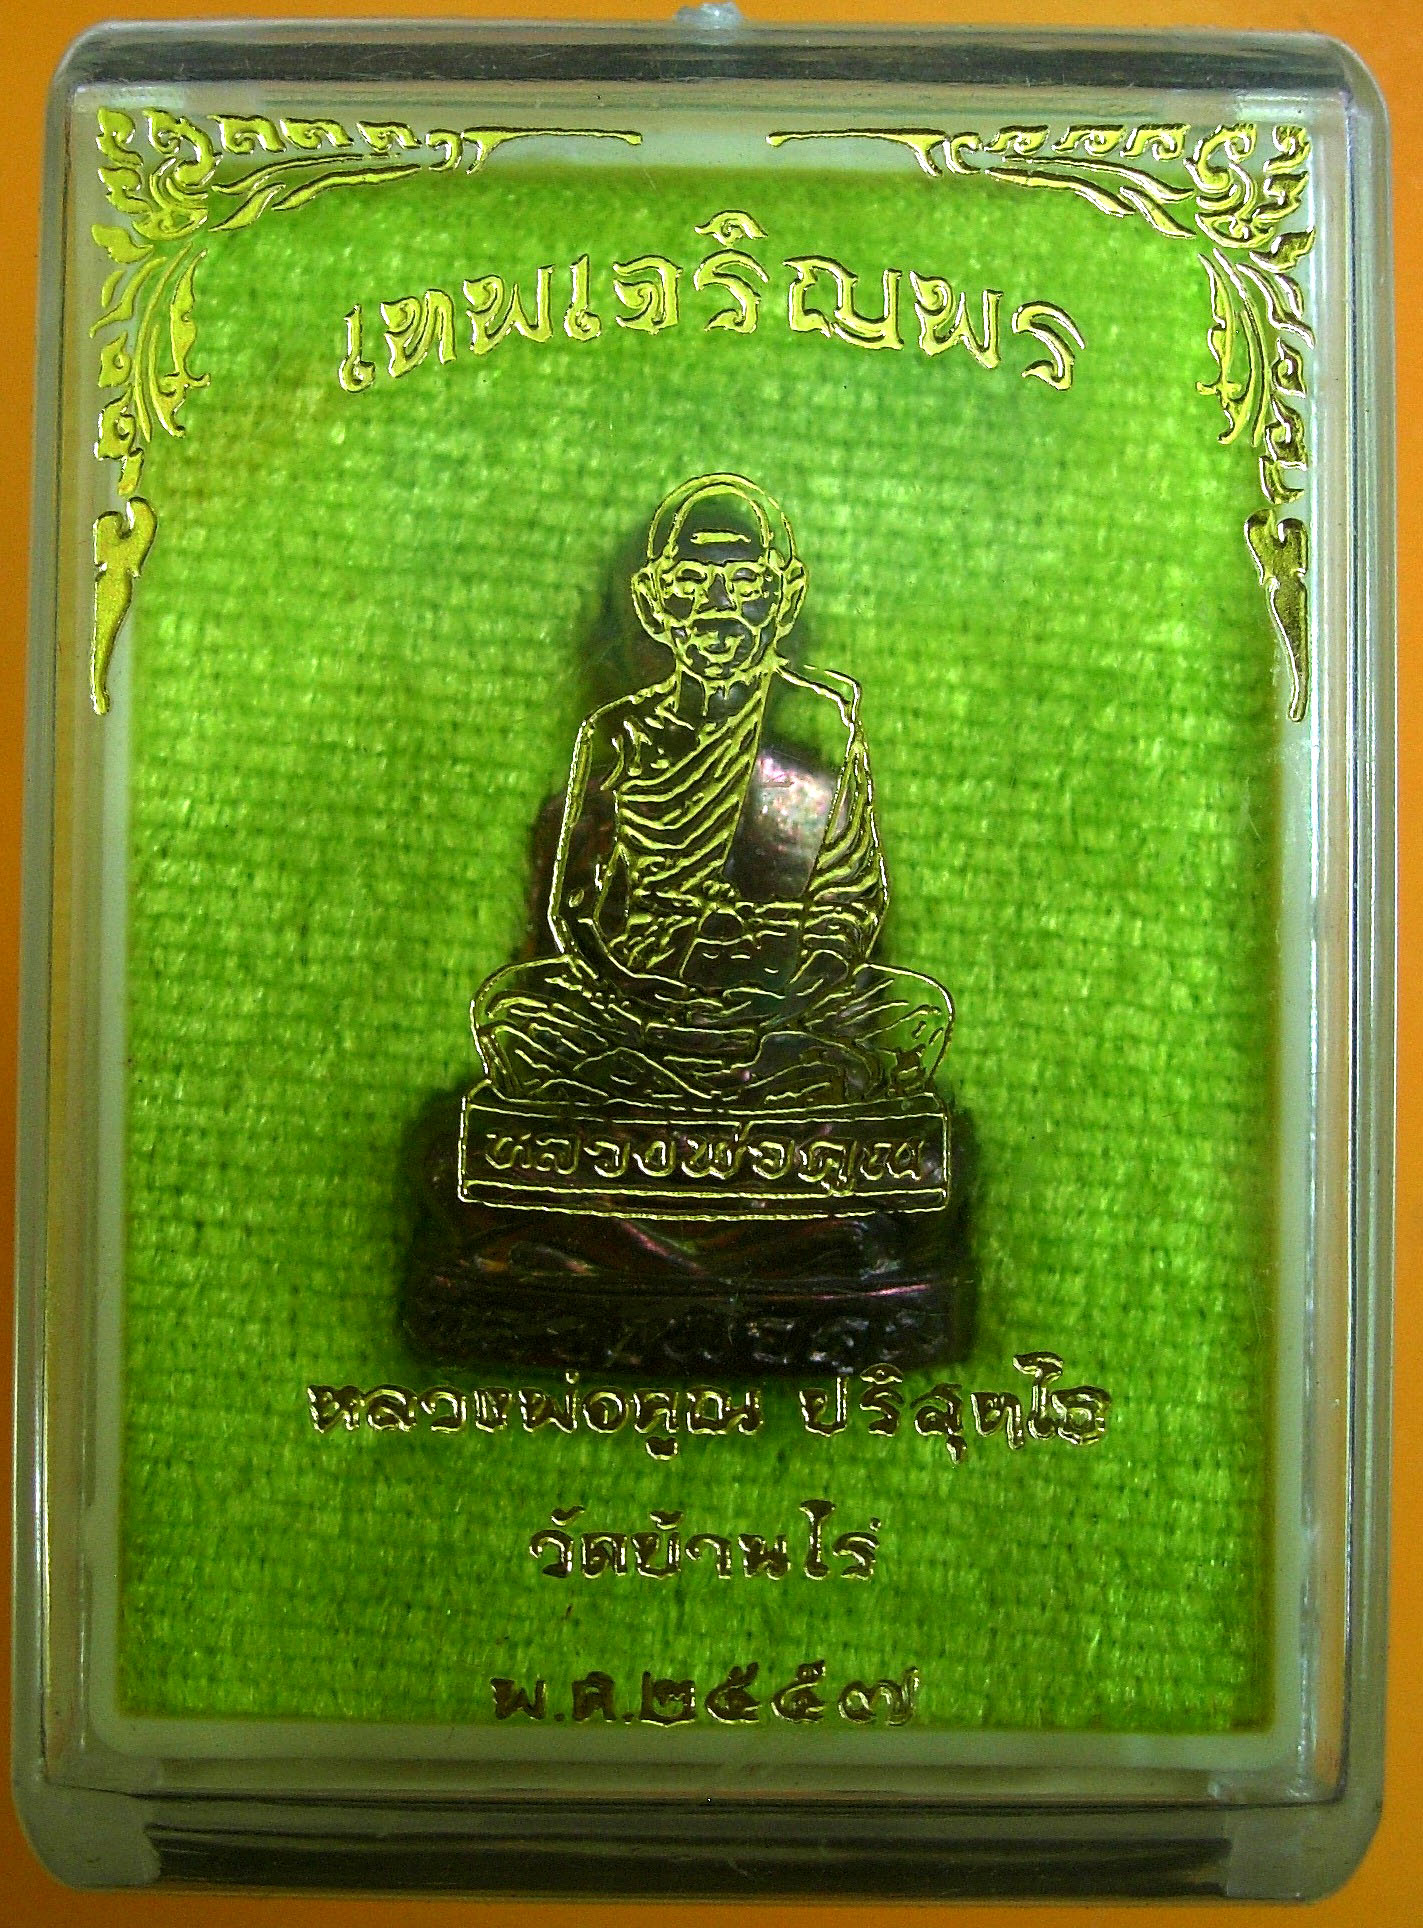 เทพเจริญพร
หลวงพ่อคูณ
หลวงพ่อคูณ ปริสุทฺโธ
วัดบ้านไร่
พ.ศ.๒๕๕๗